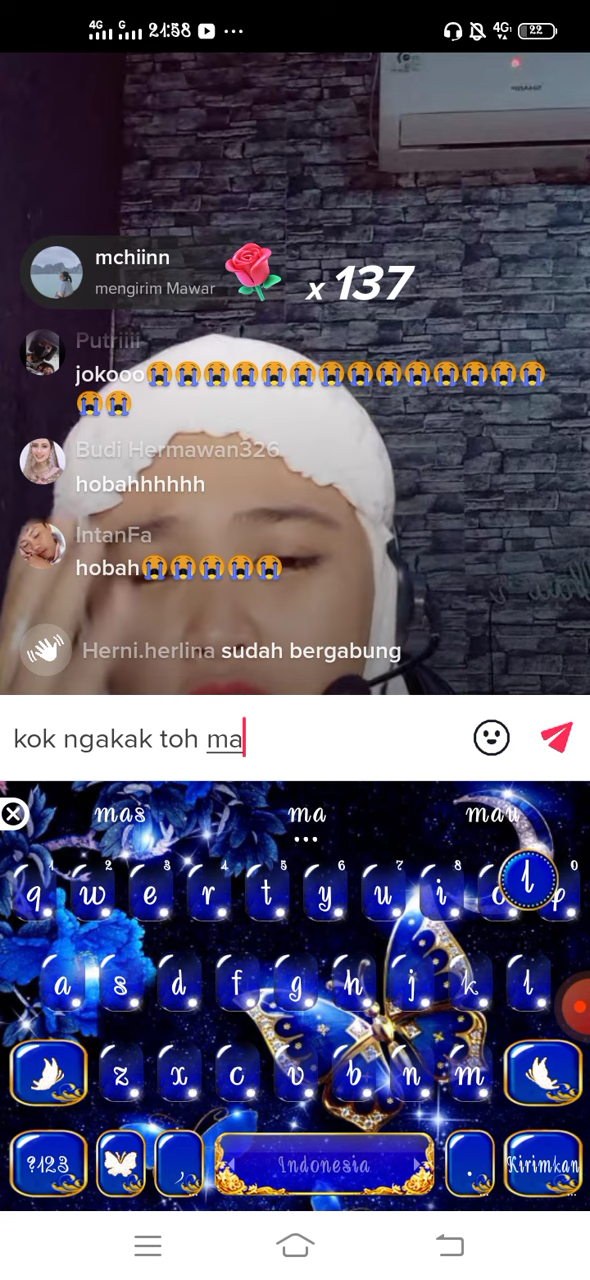 4G G 21:58 4G 22
mchiinn
mengirim Mawar
x 137
Putriiii
jokooo😭😭😭😭😭😭😭😭😭😭😭😭😭😭
😭😭
Budi Hermawan326
hobahhhhhh
IntanFa
hobah😭😭😭😭😭
Herni.herlina sudah bergabung
kok ngakak toh ma
mas ma mau
1 2 3 4 5 6 7 8 0
q w e r t y u i o l p
a s d f g h j k l
z x c v b n m
?123 , Indonesia . Kirimkan